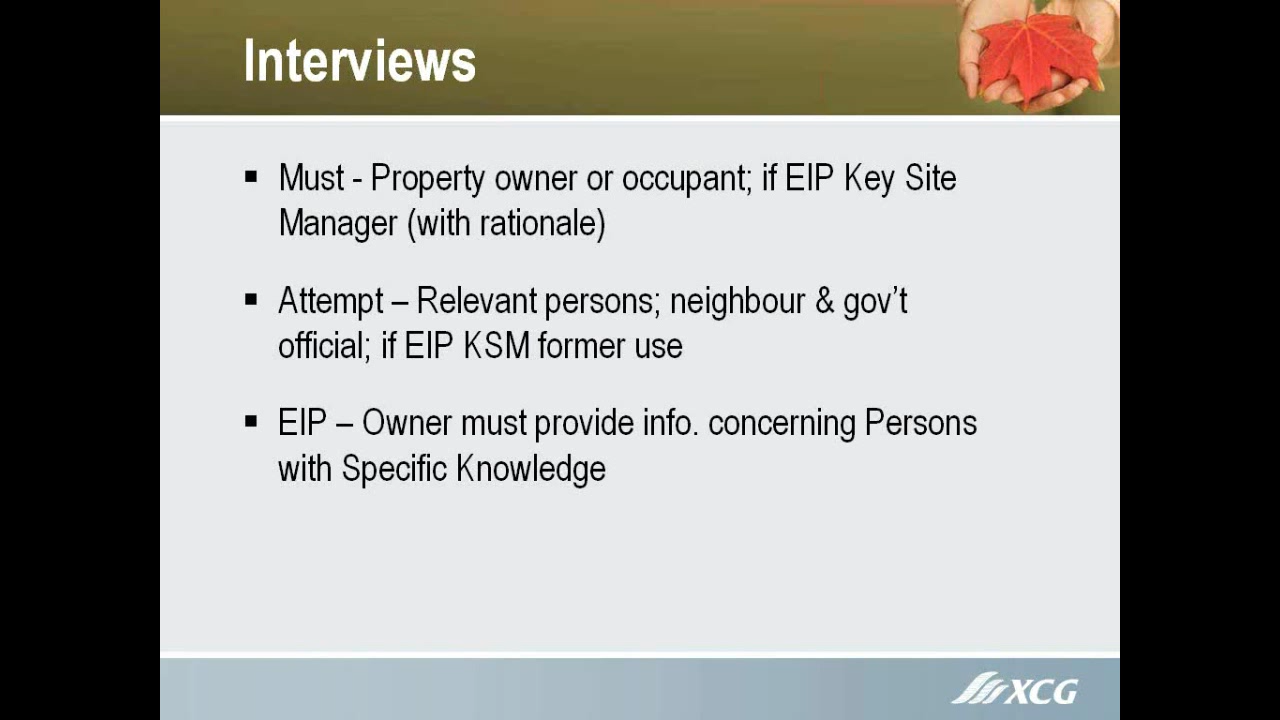 Interviews
▪ Must - Property owner or occupant; if EIP Key Site
Manager (with rationale)
▪ Attempt – Relevant persons; neighbour & gov’t
official; if EIP KSM former use
▪ EIP – Owner must provide info. concerning Persons
with Specific Knowledge
XCG